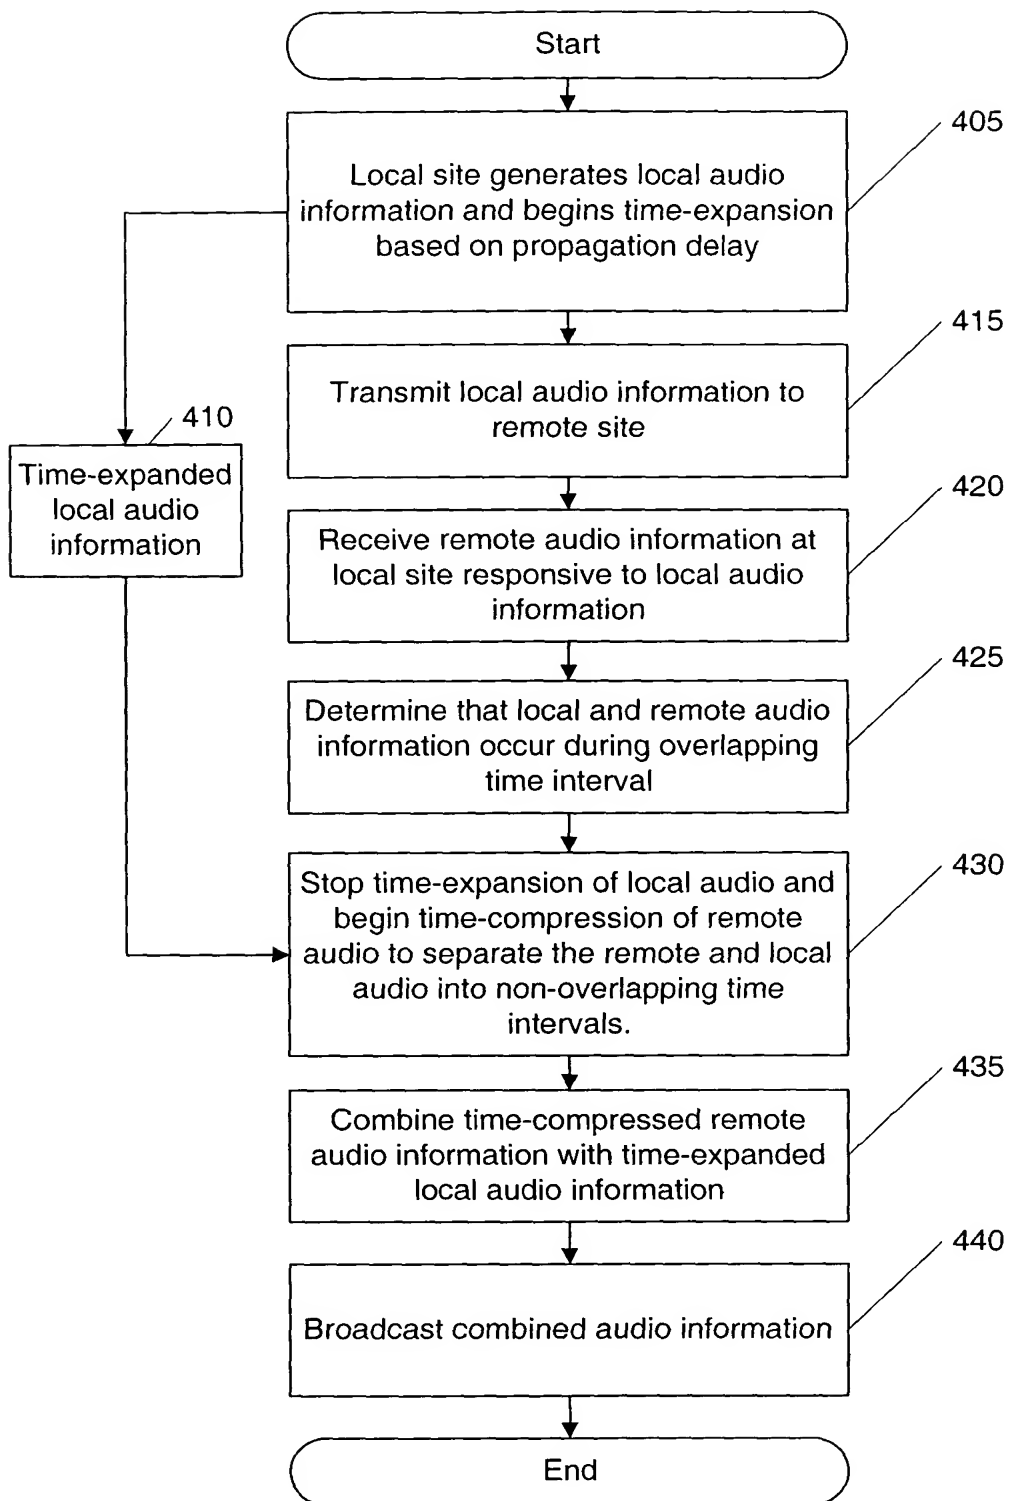 Start
405
Local site generates local audio
information and begins time-expansion
based on propagation delay
415
Transmit local audio information to
remote site
410
Time-expanded
local audio
information
420
Receive remote audio information at
local site responsive to local audio
information
425
Determine that local and remote audio
information occur during overlapping
time interval
430
Stop time-expansion of local audio and
begin time-compression of remote
audio to separate the remote and local
audio into non-overlapping time
intervals.
435
Combine time-compressed remote
audio information with time-expanded
local audio information
440
Broadcast combined audio information
End